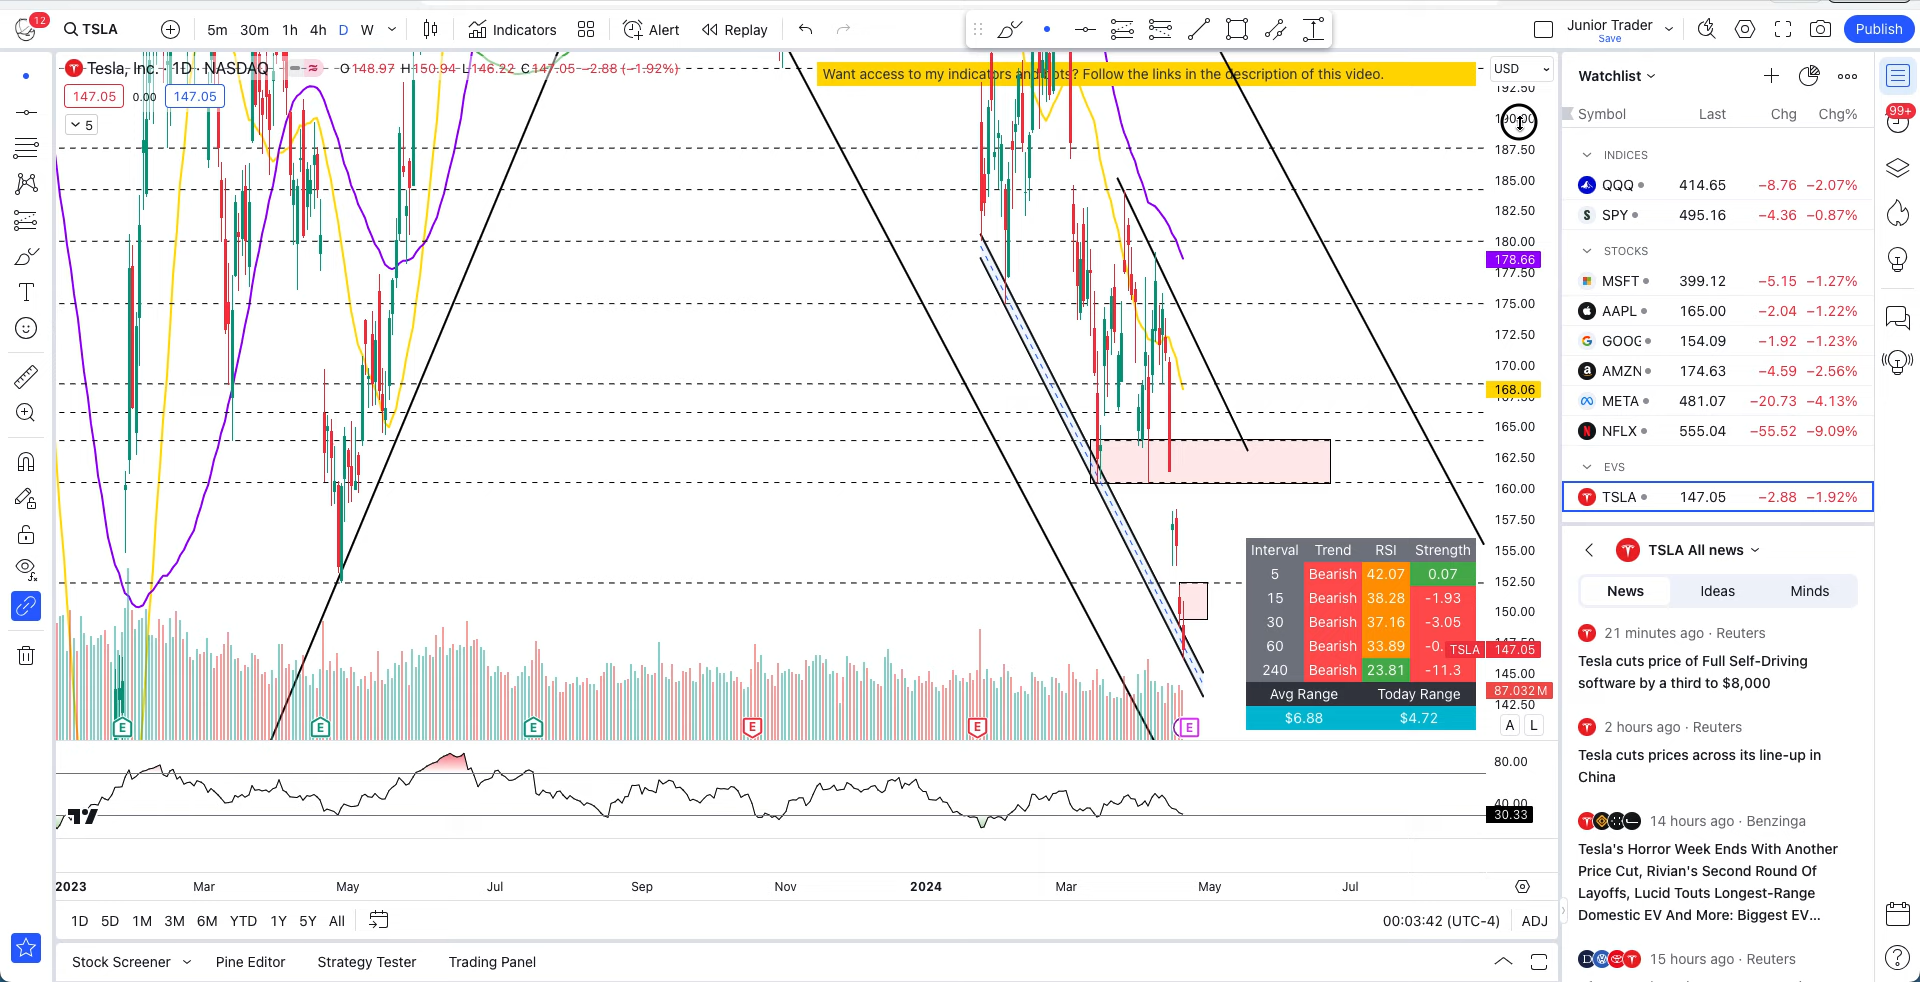 12
TSLA
5m 30m 1h 4h D W
Indicators
Alert
Replay
Junior Trader
Save
Publish
Tesla, Inc. · 1D · NASDAQ
O148.97 H150.94 L146.22 C147.05 −2.88 (−1.92%)
Want access to my indicators and bots? Follow the links in the description of this video.
USD
147.05 0.00 147.05
5
192.50
190.00
187.50
185.00
182.50
180.00
178.66
177.50
175.00
172.50
170.00
168.06
167.50
165.00
162.50
160.00
157.50
155.00
152.50
150.00
147.50
TSLA 147.05
145.00
87.032M
142.50
A L
Interval Trend RSI Strength
5 Bearish 42.07 0.07
15 Bearish 38.28 -1.93
30 Bearish 37.16 -3.05
60 Bearish 33.89 -0.
240 Bearish 23.81 -11.3
Avg Range Today Range
$6.88 $4.72
E E E E E E
80.00
40.00
30.33
2023 Mar May Jul Sep Nov 2024 Mar May Jul
1D 5D 1M 3M 6M YTD 1Y 5Y All
00:03:42 (UTC-4) ADJ
Stock Screener Pine Editor Strategy Tester Trading Panel
Watchlist
99+
Symbol Last Chg Chg%
INDICES
QQQ 414.65 −8.76 −2.07%
SPY 495.16 −4.36 −0.87%
STOCKS
MSFT 399.12 −5.15 −1.27%
AAPL 165.00 −2.04 −1.22%
GOOG 154.09 −1.92 −1.23%
AMZN 174.63 −4.59 −2.56%
META 481.07 −20.73 −4.13%
NFLX 555.04 −55.52 −9.09%
EVS
TSLA 147.05 −2.88 −1.92%
TSLA All news
News Ideas Minds
21 minutes ago · Reuters
Tesla cuts price of Full Self-Driving
software by a third to $8,000
2 hours ago · Reuters
Tesla cuts prices across its line-up in
China
14 hours ago · Benzinga
Tesla's Horror Week Ends With Another
Price Cut, Rivian's Second Round Of
Layoffs, Lucid Touts Longest-Range
Domestic EV And More: Biggest EV...
15 hours ago · Reuters